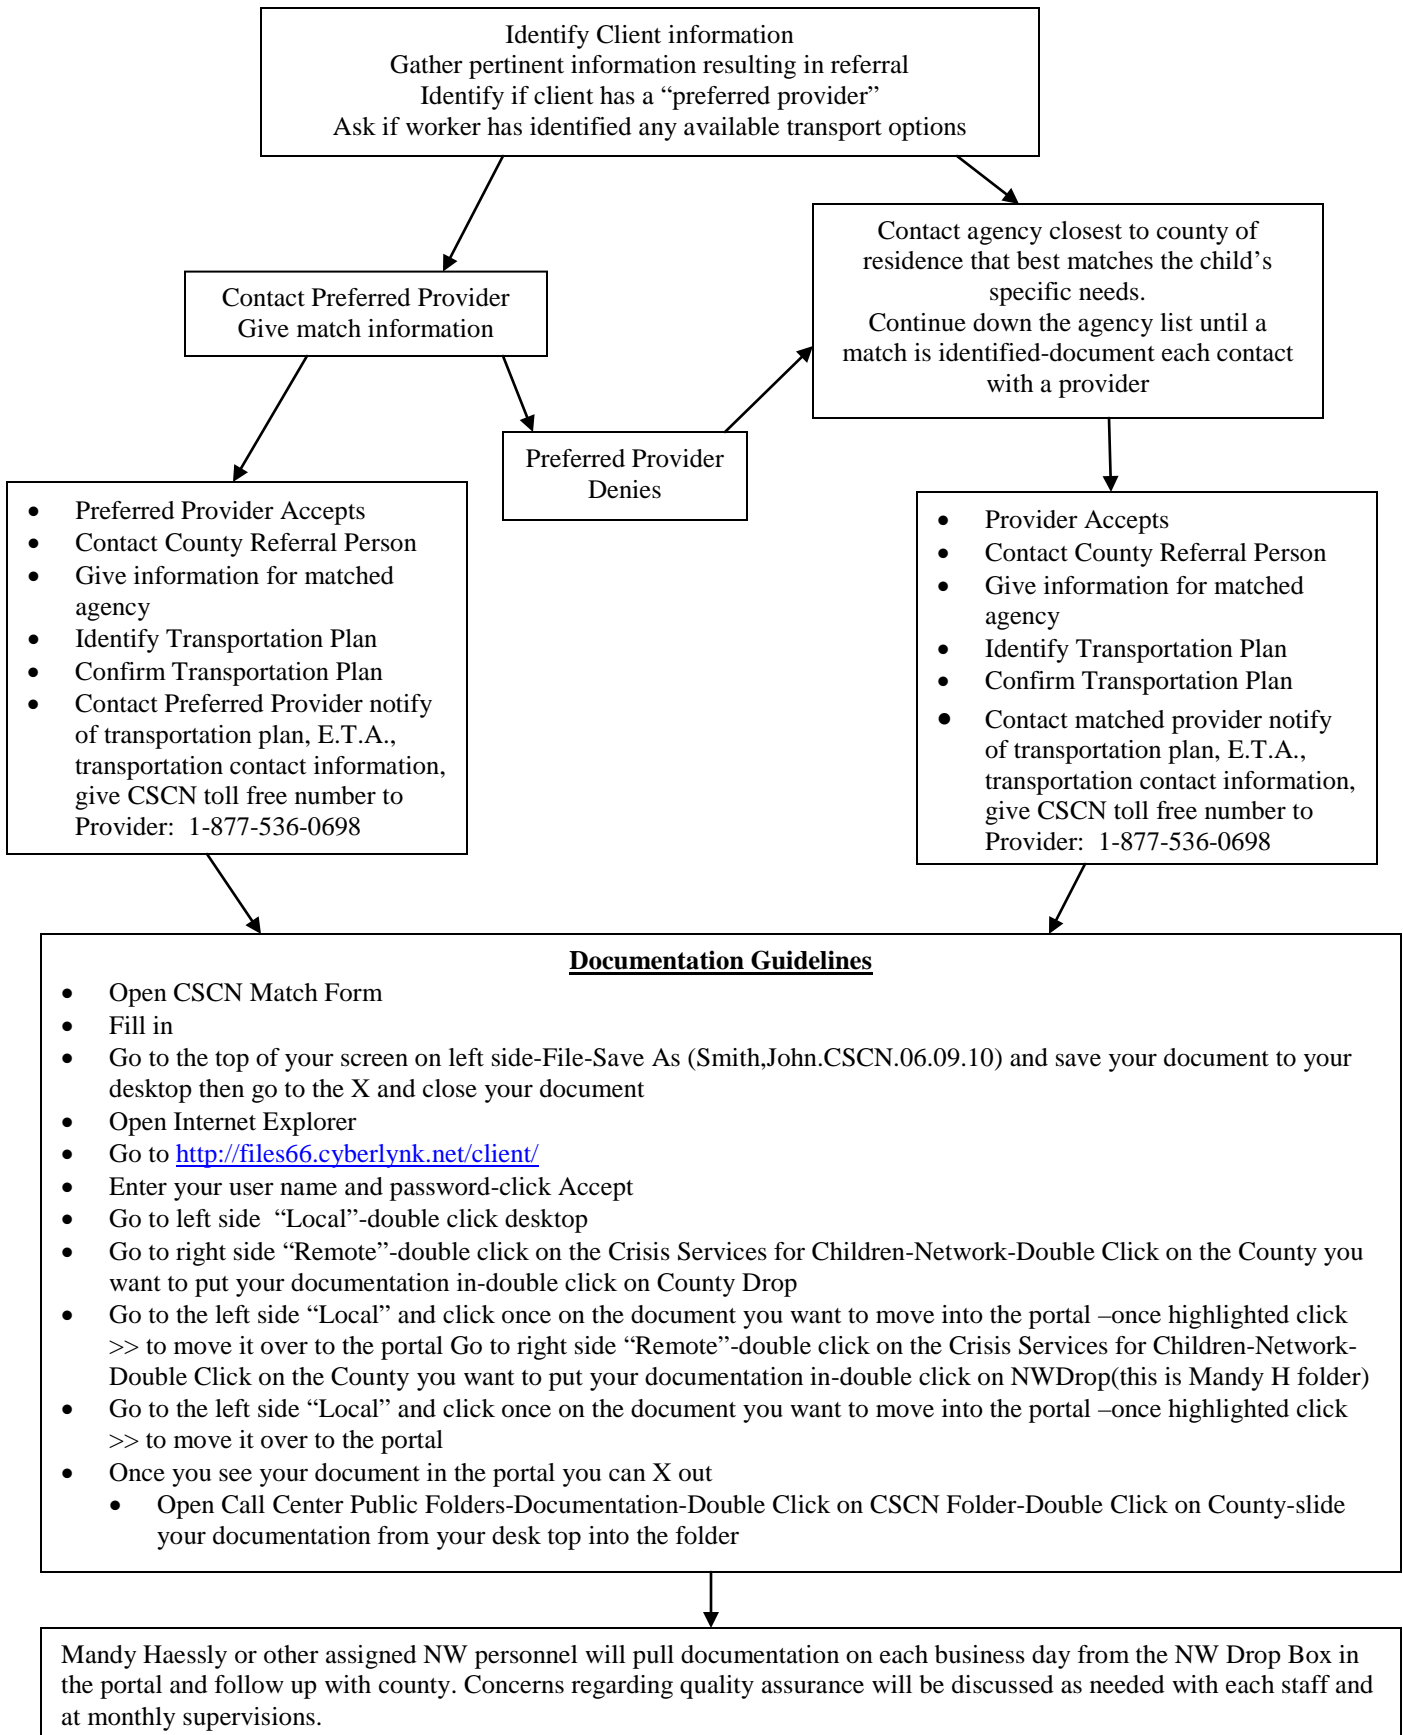 Identify Client information
Gather pertinent information resulting in referral
Identify if client has a “preferred provider”
Ask if worker has identified any available transport options
Contact agency closest to county of
residence that best matches the child’s
specific needs.
Continue down the agency list until a
match is identified-document each contact
with a provider
Contact Preferred Provider
Give match information
Preferred Provider
Denies
• Preferred Provider Accepts
• Contact County Referral Person
• Give information for matched
agency
• Identify Transportation Plan
• Confirm Transportation Plan
• Contact Preferred Provider notify
of transportation plan, E.T.A.,
transportation contact information,
give CSCN toll free number to
Provider:  1-877-536-0698
• Provider Accepts
• Contact County Referral Person
• Give information for matched
agency
• Identify Transportation Plan
• Confirm Transportation Plan
• Contact matched provider notify
of transportation plan, E.T.A.,
transportation contact information,
give CSCN toll free number to
Provider:  1-877-536-0698
Documentation Guidelines
• Open CSCN Match Form
• Fill in
• Go to the top of your screen on left side-File-Save As (Smith,John.CSCN.06.09.10) and save your document to your
desktop then go to the X and close your document
• Open Internet Explorer
• Go to http://files66.cyberlynk.net/client/
• Enter your user name and password-click Accept
• Go to left side  “Local”-double click desktop
• Go to right side “Remote”-double click on the Crisis Services for Children-Network-Double Click on the County you
want to put your documentation in-double click on County Drop
• Go to the left side “Local” and click once on the document you want to move into the portal –once highlighted click
>> to move it over to the portal Go to right side “Remote”-double click on the Crisis Services for Children-Network-
Double Click on the County you want to put your documentation in-double click on NWDrop(this is Mandy H folder)
• Go to the left side “Local” and click once on the document you want to move into the portal –once highlighted click
>> to move it over to the portal
• Once you see your document in the portal you can X out
• Open Call Center Public Folders-Documentation-Double Click on CSCN Folder-Double Click on County-slide
your documentation from your desk top into the folder
Mandy Haessly or other assigned NW personnel will pull documentation on each business day from the NW Drop Box in
the portal and follow up with county. Concerns regarding quality assurance will be discussed as needed with each staff and
at monthly supervisions.